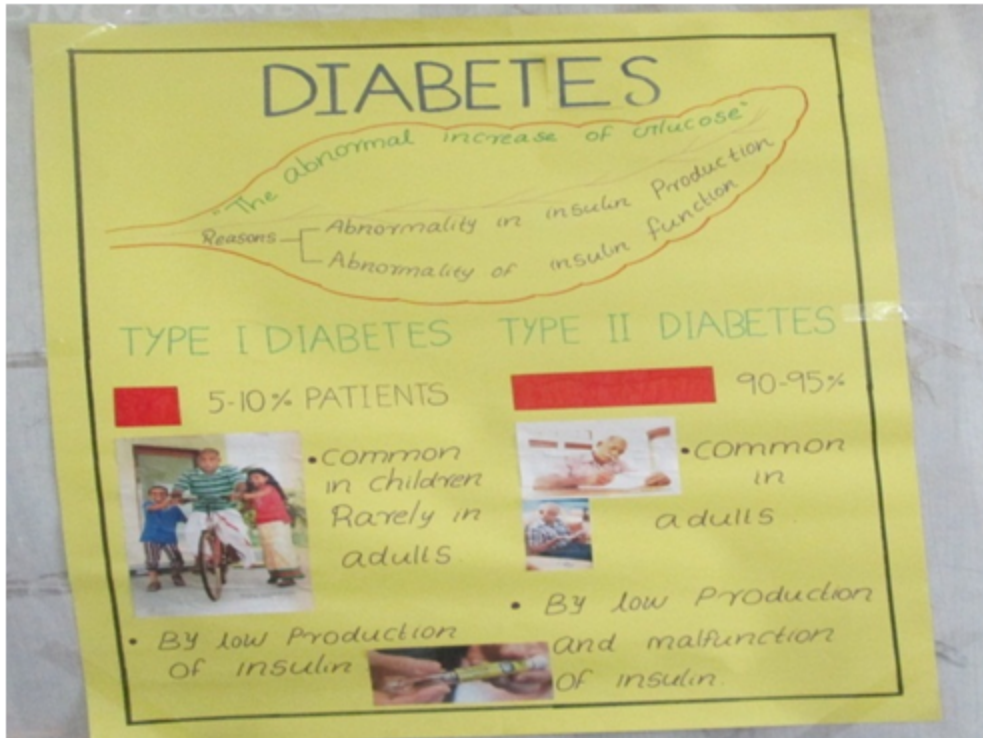 DIABETES
"The abnormal increase of Glucose"
Reasons
Abnormality in insulin Production
Abnormality of insulin function
TYPE I DIABETES
5-10% PATIENTS
• common
in children
Rarely in
adults
• By low Production
of insulin
TYPE II DIABETES
90-95%
• common
in
adults
• By low Production
and malfunction
of insulin.